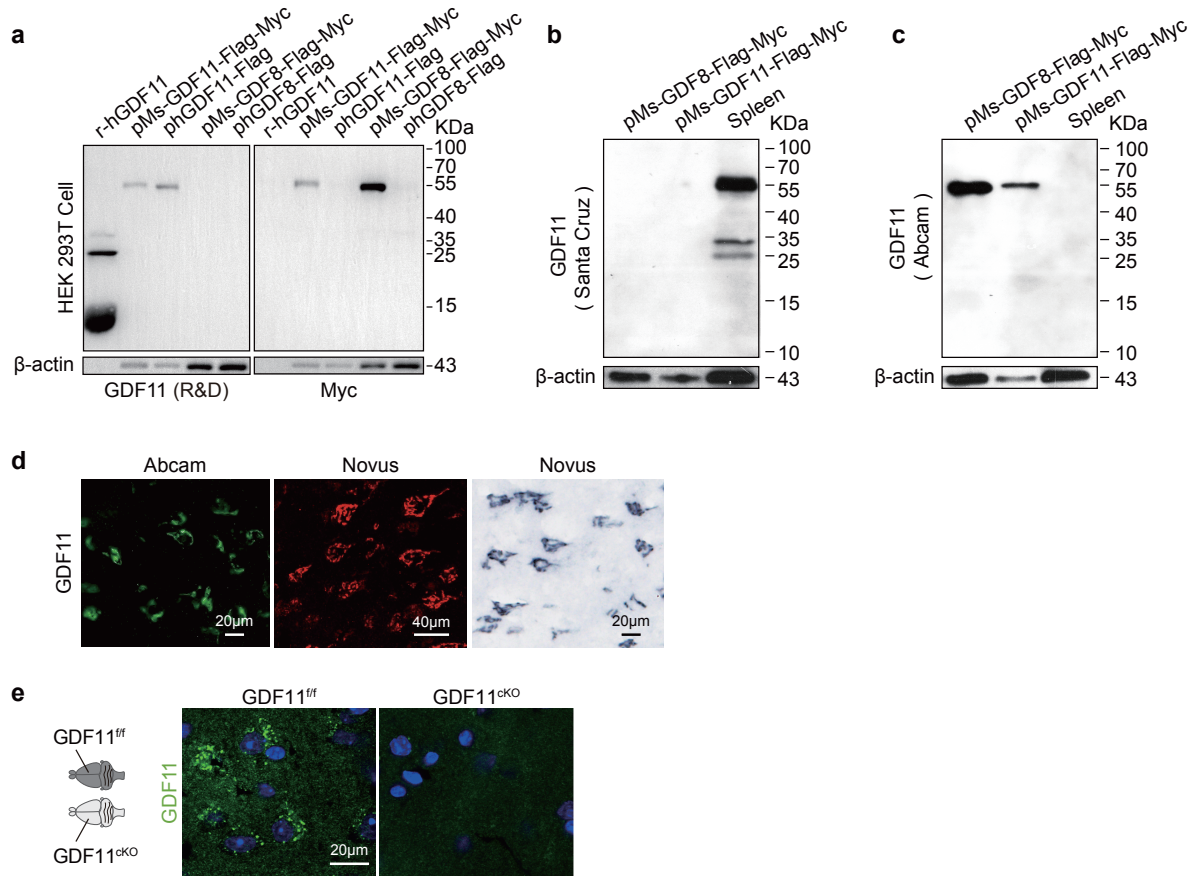 a
r-hGDF11
pMs-GDF11-Flag-Myc
phGDF11-Flag
pMs-GDF8-Flag-Myc
phGDF8-Flag
r-hGDF11
pMs-GDF11-Flag-Myc
phGDF11-Flag
pMs-GDF8-Flag-Myc
phGDF8-Flag
KDa
100
70
55
40
35
25
15
HEK 293T Cell
β-actin
43
GDF11 (R&D)
Myc
b
pMs-GDF8-Flag-Myc
pMs-GDF11-Flag-Myc
Spleen
KDa
100
70
55
40
35
25
15
10
GDF11
( Santa Cruz )
β-actin
43
c
pMs-GDF8-Flag-Myc
pMs-GDF11-Flag-Myc
Spleen
KDa
100
70
55
40
35
25
15
10
GDF11
( Abcam )
β-actin
43
d
Abcam
Novus
Novus
GDF11
20µm
40µm
20µm
e
GDF11f/f
GDF11cKO
GDF11f/f
GDF11cKO
GDF11
20µm